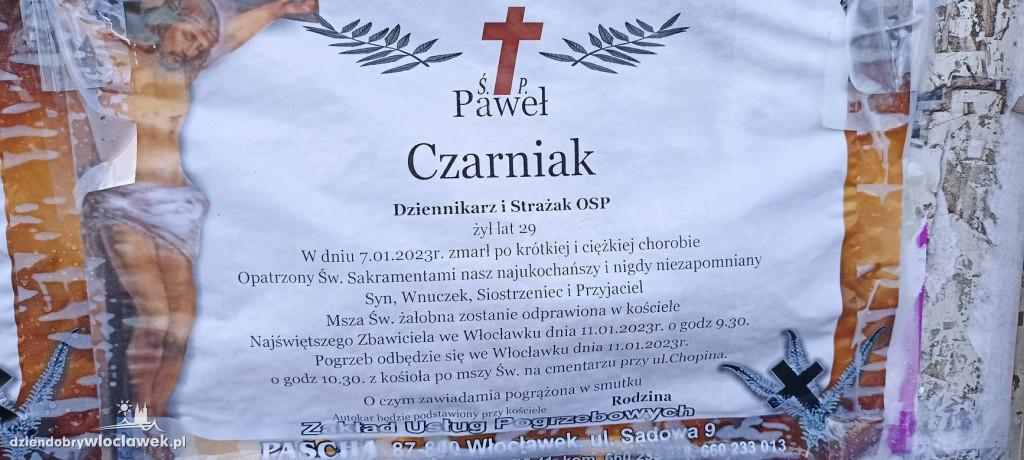 Ś. P.
Paweł
Czarniak
Dziennikarz i Strażak OSP
żył lat 29
W dniu 7.01.2023r. zmarł po krótkiej i ciężkiej chorobie
Opatrzony Św. Sakramentami nasz najukochańszy i nigdy niezapomniany
Syn, Wnuczek, Siostrzeniec i Przyjaciel
Msza Św. żałobna zostanie odprawiona w kościele
Najświętszego Zbawiciela we Włocławku dnia 11.01.2023r. o godz 9.30.
Pogrzeb odbędzie się we Włocławku dnia 11.01.2023r.
o godz 10.30. z kośioła po mszy Św. na cmentarzu przy ul.Chopina.
O czym zawiadamia pogrążona w smutku
Rodzina
Autokar będzie podstawiony przy kościele
Zakład Usług Pogrzebowych
PASCHA 87-800 Włocławek, ul. Sadowa 9
660 233 013
dziendobrywloclawek.pl